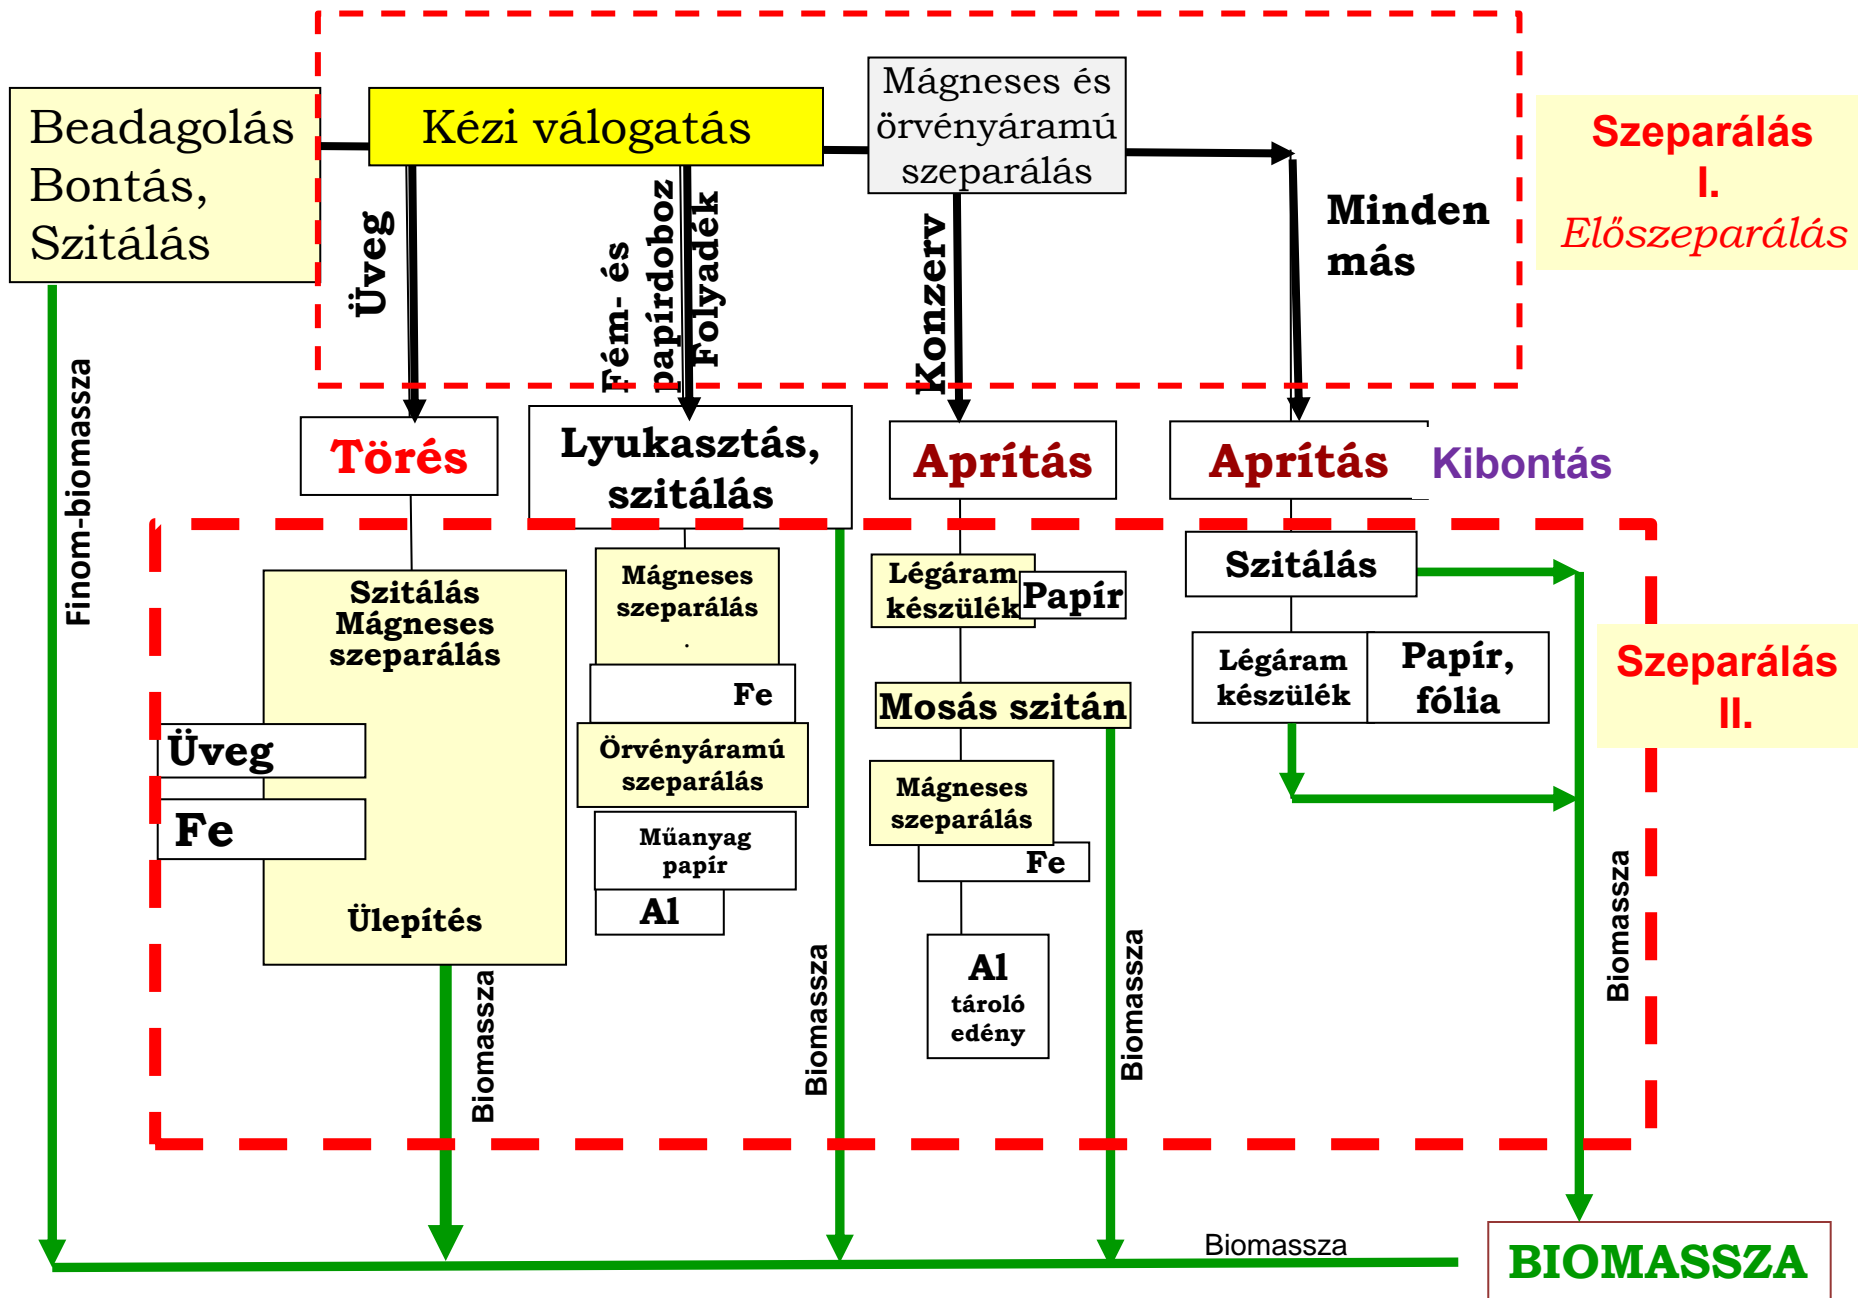 Beadagolás
Bontás,
Szitálás
Kézi válogatás
Mágneses és
örvényáramú
szeparálás
Szeparálás
I.
Előszeparálás
Üveg
Fém- és
papírdoboz
Folyadék
Konzerv
Minden
más
Finom-biomassza
Törés
Lyukasztás,
szitálás
Aprítás
Aprítás
Kibontás
Szitálás
Mágneses
szeparálás
Üveg
Fe
Ülepítés
Biomassza
Mágneses
szeparálás
.
Fe
Örvényáramú
szeparálás
Műanyag
papír
Al
Biomassza
Légáram
készülék
Papír
Mosás szitán
Mágneses
szeparálás
Fe
Al
tároló
edény
Biomassza
Szitálás
Légáram
készülék
Papír,
fólia
Biomassza
Szeparálás
II.
Biomassza
BIOMASSZA